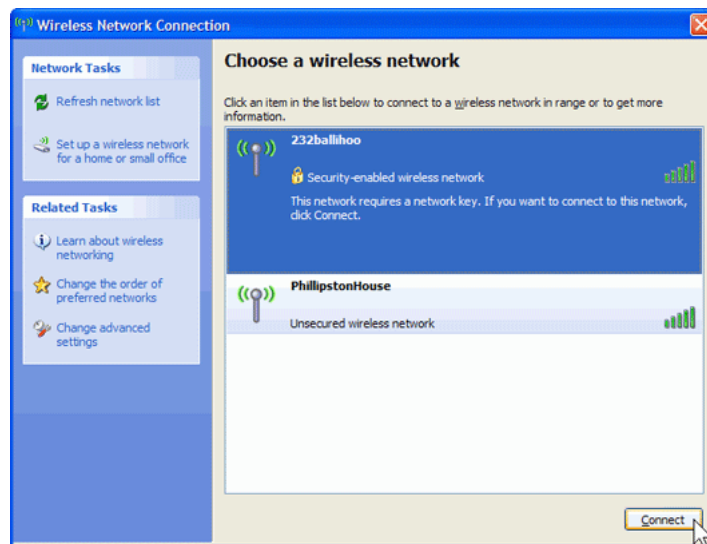 Wireless Network Connection
Network Tasks
Refresh network list
Set up a wireless network
for a home or small office
Related Tasks
Learn about wireless
networking
Change the order of
preferred networks
Change advanced
settings
Choose a wireless network
Click an item in the list below to connect to a wireless network in range or to get more
information.
232ballihoo
Security-enabled wireless network
This network requires a network key. If you want to connect to this network,
click Connect.
PhillipstonHouse
Unsecured wireless network
Connect